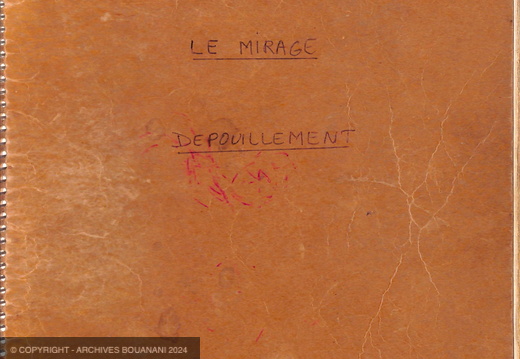 LE MIRAGE
DEPOUILLEMENT
© COPYRIGHT - ARCHIVES BOUANANI 2024